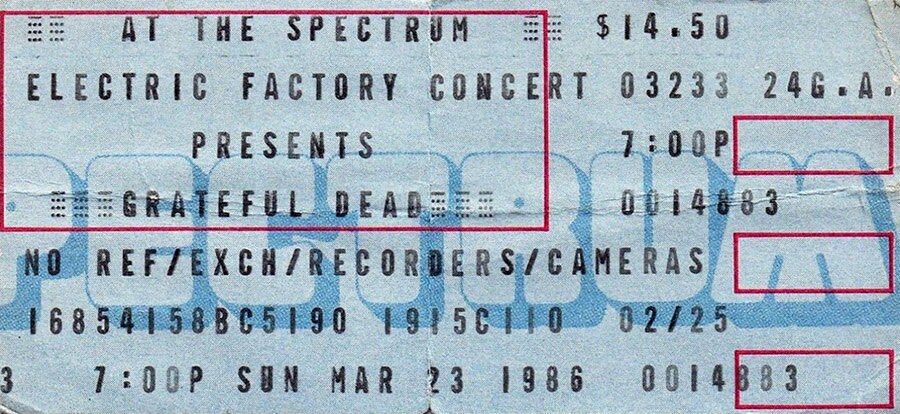 AT THE SPECTRUM $14.50
ELECTRIC FACTORY CONCERT 03233 24G.A.
PRESENTS 7:00P
GRATEFUL DEAD 0014883
NO REF/EXCH/RECORDERS/CAMERAS
16854158BC5190 1915C110 02/25
3 7:00P SUN MAR 23 1986 0014883
SPECTRUM